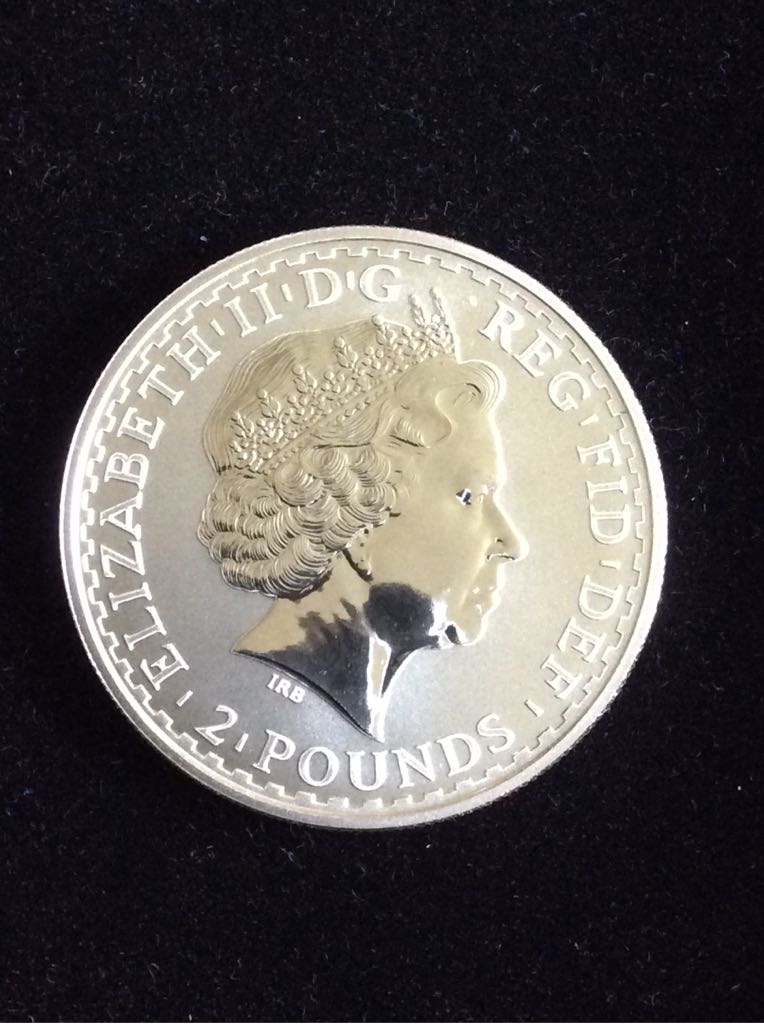 ELIZABETH·II·D·G REG·FID·DEF·
2·POUNDS
IRB